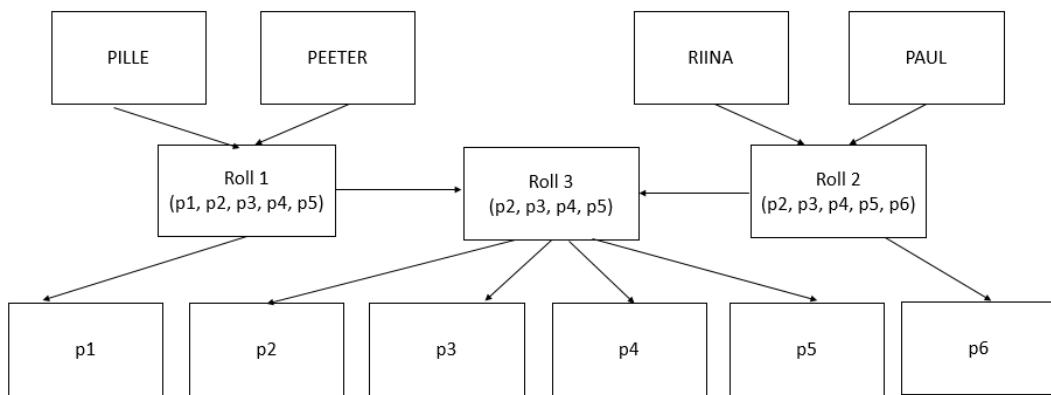 PILLE
PEETER
RIINA
PAUL
Roll 1
(p1, p2, p3, p4, p5)
Roll 3
(p2, p3, p4, p5)
Roll 2
(p2, p3, p4, p5, p6)
p1
p2
p3
p4
p5
p6